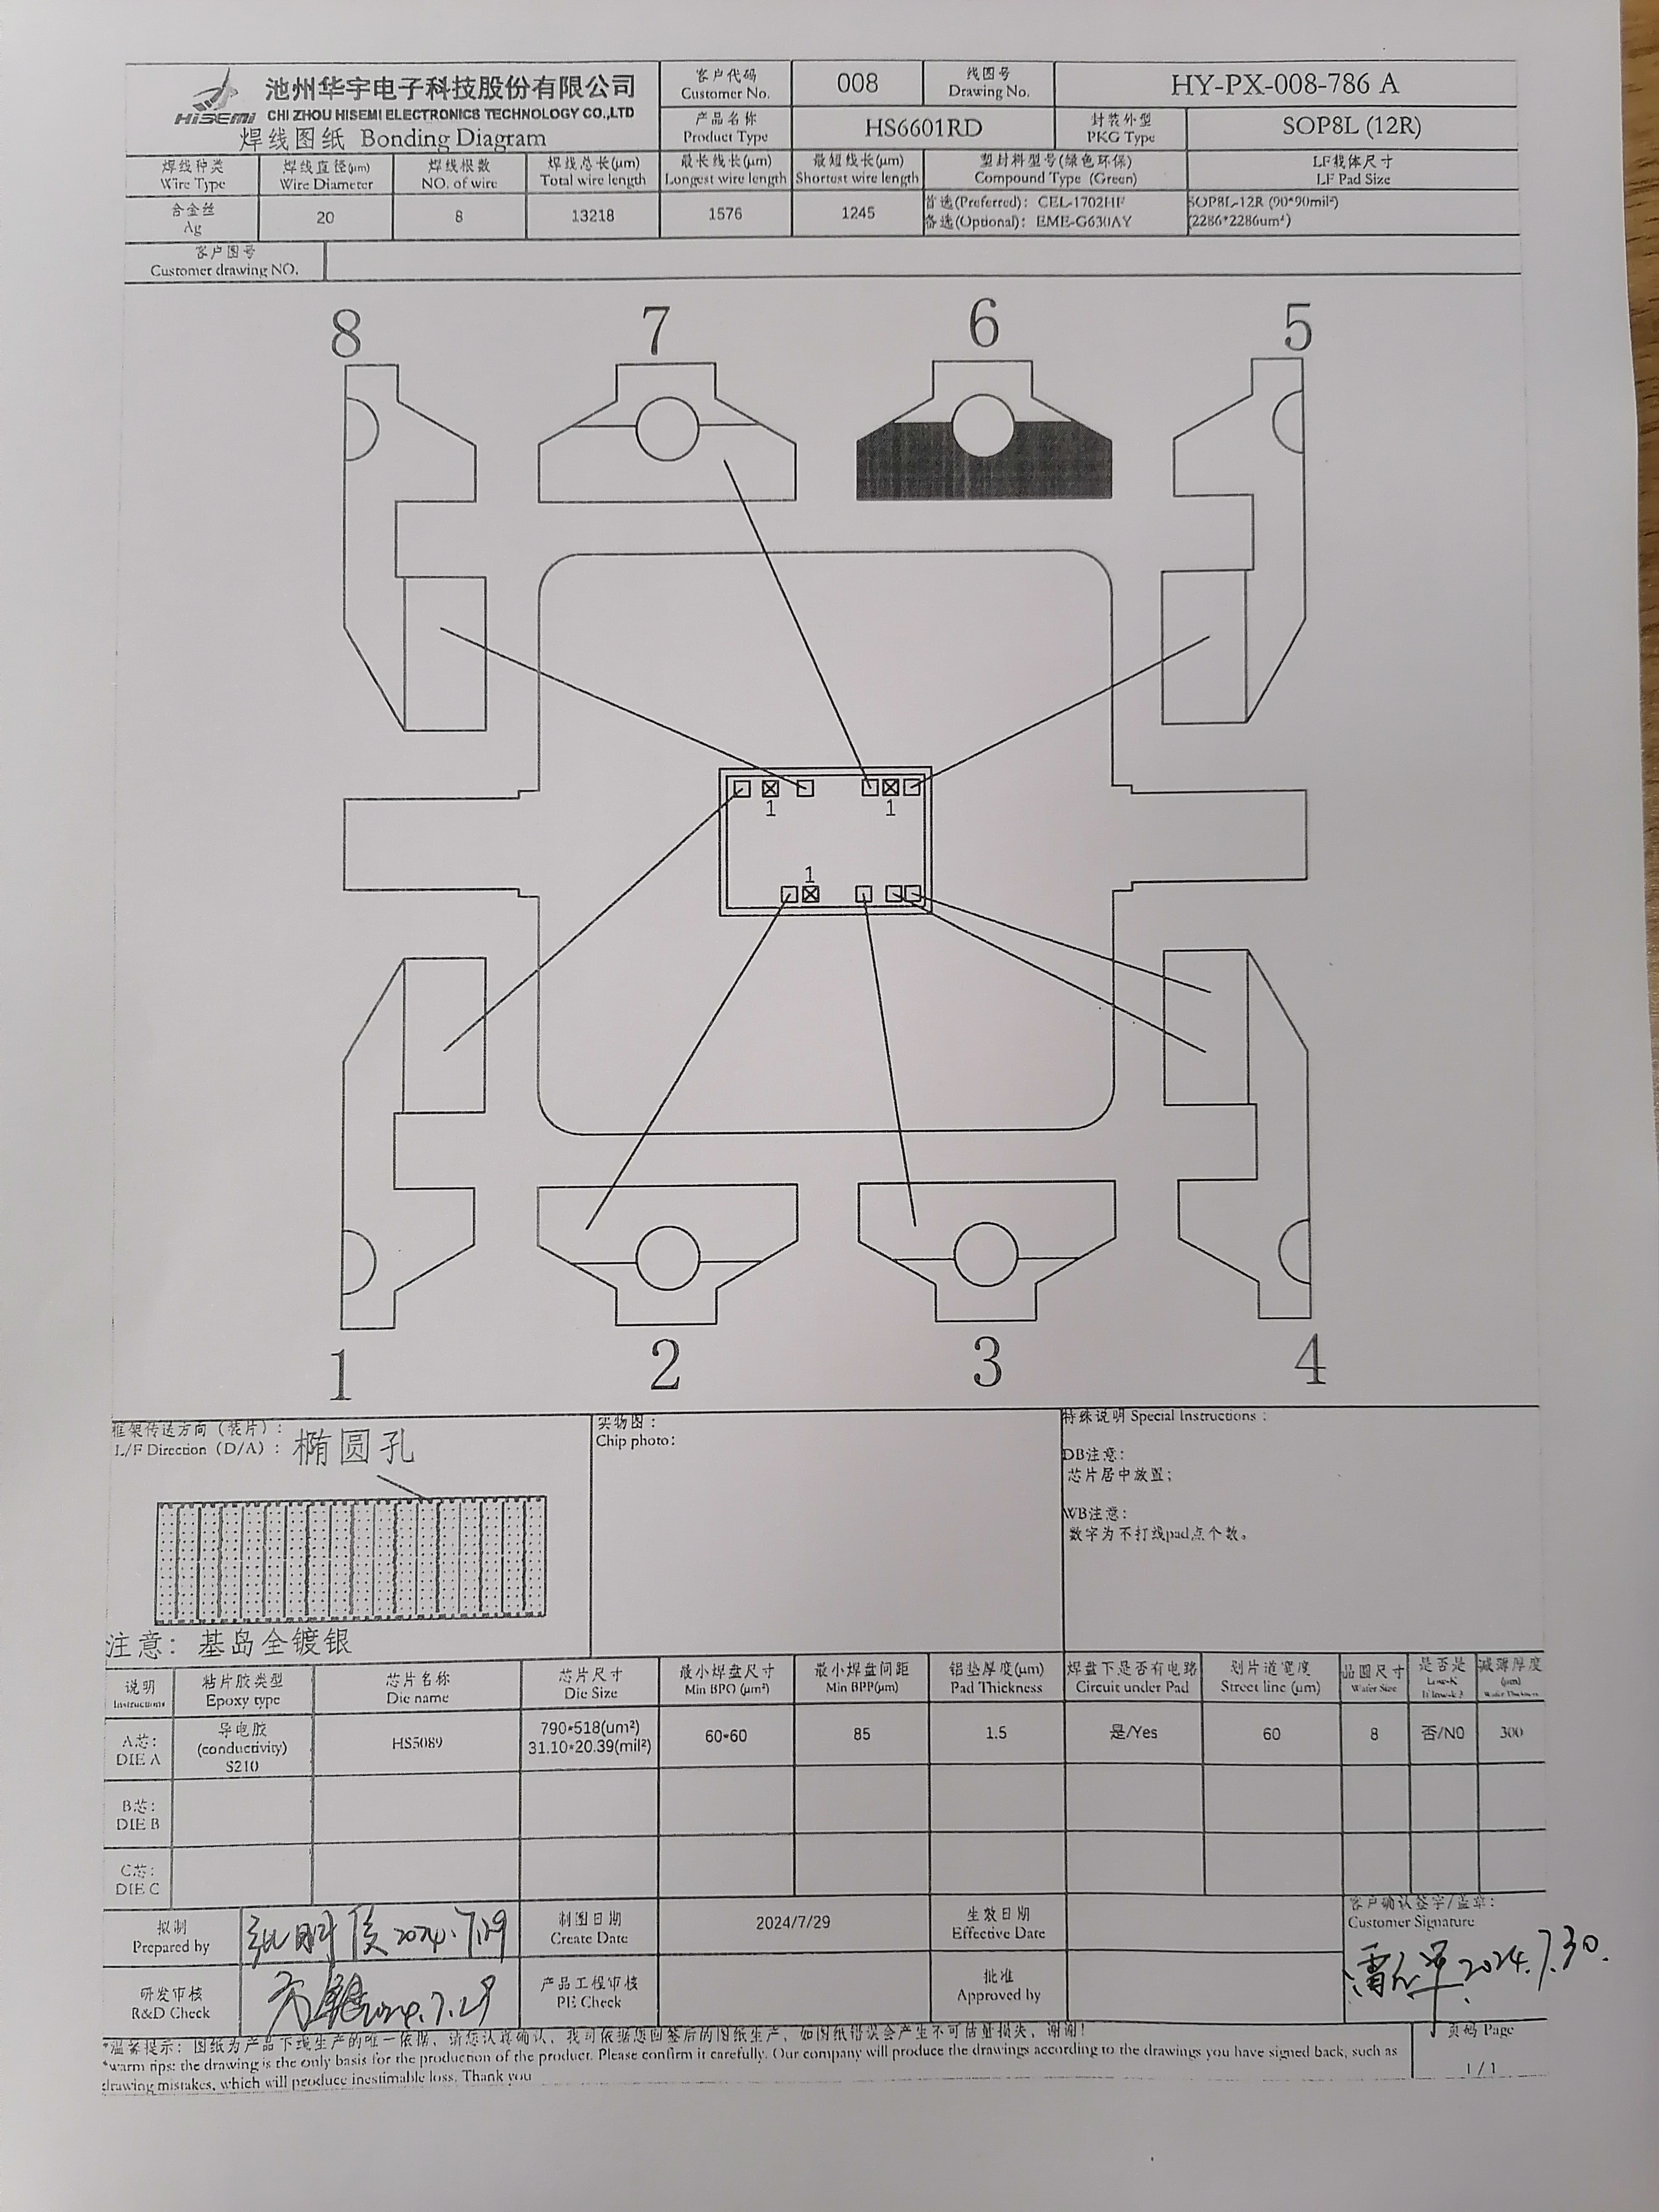 HiSEMi
池州华宇电子科技股份有限公司
CHI ZHOU HISEMI ELECTRONICS TECHNOLOGY CO.,LTD
焊线图纸 Bonding Diagram
客户代码
Customer No.
008
线图号
Drawing No.
HY-PX-008-786 A
产品名称
Product Type
HS6601RD
封装外型
PKG Type
SOP8L (12R)
焊线种类
Wire Type
焊线直径(μm)
Wire Diameter
焊线根数
NO. of wire
焊线总长(μm)
Total wire length
最长线长(μm)
Longest wire length
最短线长(μm)
Shortest wire length
塑封料型号(绿色环保)
Compound Type (Green)
LF载体尺寸
LF Pad Size
合金丝
Ag
20
8
13218
1576
1245
首选(Preferred): CEL-1702HF
备选(Optional): EME-G630AY
SOP8L-12R (90*90mil²)
(2286*2286um²)
客户图号
Customer drawing NO.
8
7
6
5
1
1
1
1
2
3
4
框架传送方向（装片）:
L/F Direction（D/A）: 椭圆孔
注意: 基岛全镀银
实物图:
Chip photo:
特殊说明 Special Instructions :
DB注意:
芯片居中放置;
WB注意:
数字为不打线pad点个数。
说明
Instructions
粘片胶类型
Epoxy type
芯片名称
Die name
芯片尺寸
Die Size
最小焊盘尺寸
Min BPO (μm²)
最小焊盘间距
Min BPP(μm)
铝垫厚度(μm)
Pad Thickness
焊盘下是否有电路
Circuit under Pad
划片道宽度
Street line (μm)
晶圆尺寸
Wafer Size
是否是
Low-K
减薄厚度
(μm)
A芯:
DIE A
导电胶
(conductivity)
S210
HS5089
790*518(um²)
31.10*20.39(mil²)
60*60
85
1.5
是/Yes
60
8
否/NO
300
B芯:
DIE B
C芯:
DIE C
拟制
Prepared by
2024.7.29
制图日期
Create Date
2024/7/29
生效日期
Effective Date
客户确认签字/盖章:
Customer Signature
2024.7.30.
研发审核
R&D Check
2024.7.29
产品工程审核
PE Check
批准
Approved by
*温馨提示: 图纸为产品下线生产的唯一依据, 请您认真确认, 我司依据您回签后的图纸生产, 如图纸错误会产生不可估量损失, 谢谢!
*warm tips: the drawing is the only basis for the production of the product. Please confirm it carefully. Our company will produce the drawings according to the drawings you have signed back, such as
drawing mistakes, which will produce inestimable loss. Thank you
页码 Page
1 / 1